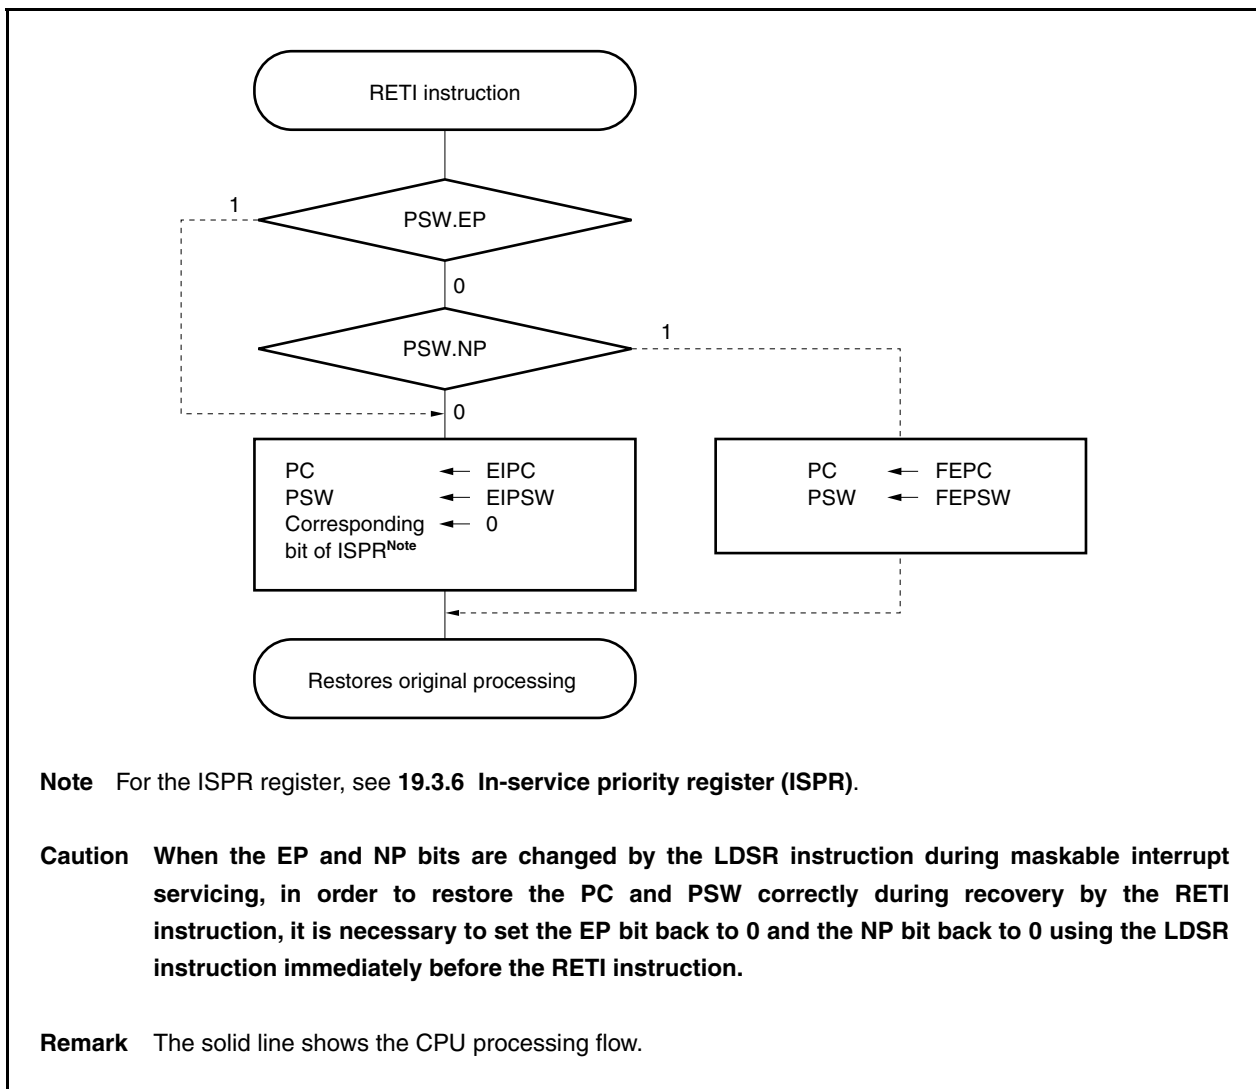 RETI instruction
1
PSW.EP
0
1
PSW.NP
0
PC ← EIPC
PSW ← EIPSW
Corresponding ← 0
bit of ISPRNote
PC ← FEPC
PSW ← FEPSW
Restores original processing
Note For the ISPR register, see 19.3.6 In-service priority register (ISPR).
Caution When the EP and NP bits are changed by the LDSR instruction during maskable interrupt
servicing, in order to restore the PC and PSW correctly during recovery by the RETI
instruction, it is necessary to set the EP bit back to 0 and the NP bit back to 0 using the LDSR
instruction immediately before the RETI instruction.
Remark The solid line shows the CPU processing flow.